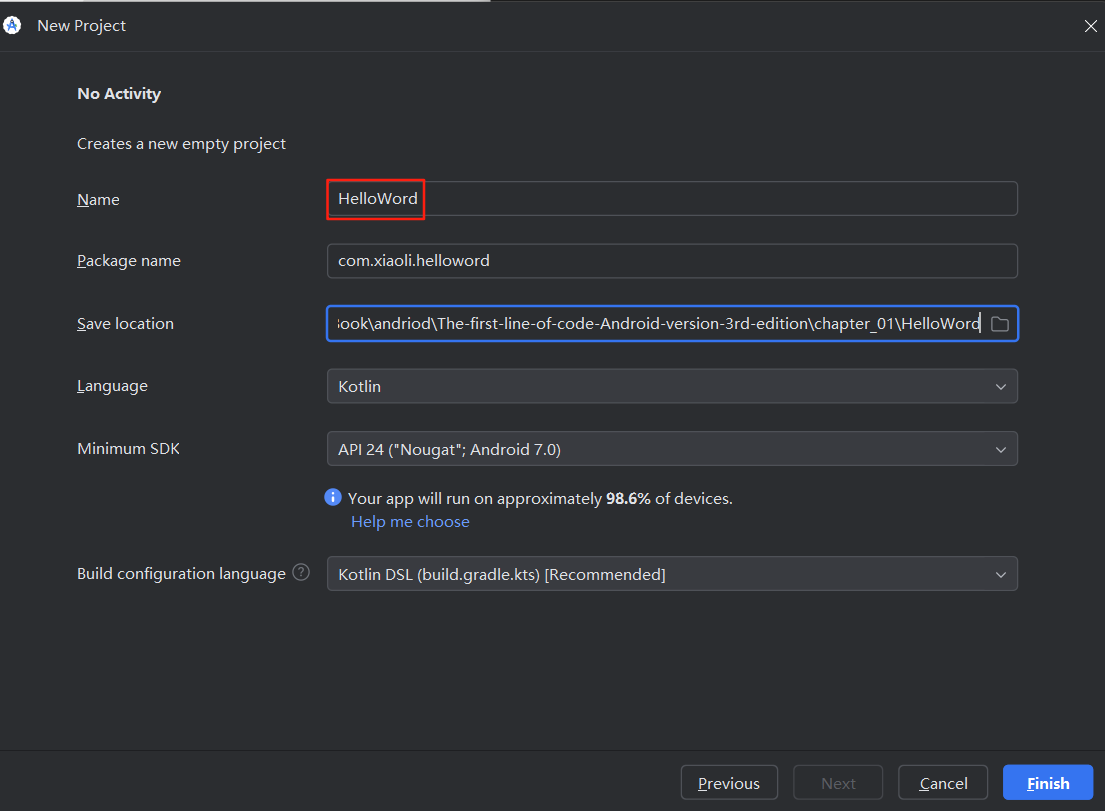 New Project
No Activity
Creates a new empty project
Name
HelloWord
Package name
com.xiaoli.helloword
Save location
ook\andriod\The-first-line-of-code-Android-version-3rd-edition\chapter_01\HelloWord
Language
Kotlin
Minimum SDK
API 24 ("Nougat"; Android 7.0)
Your app will run on approximately 98.6% of devices.
Help me choose
Build configuration language ?
Kotlin DSL (build.gradle.kts) [Recommended]
Previous
Next
Cancel
Finish